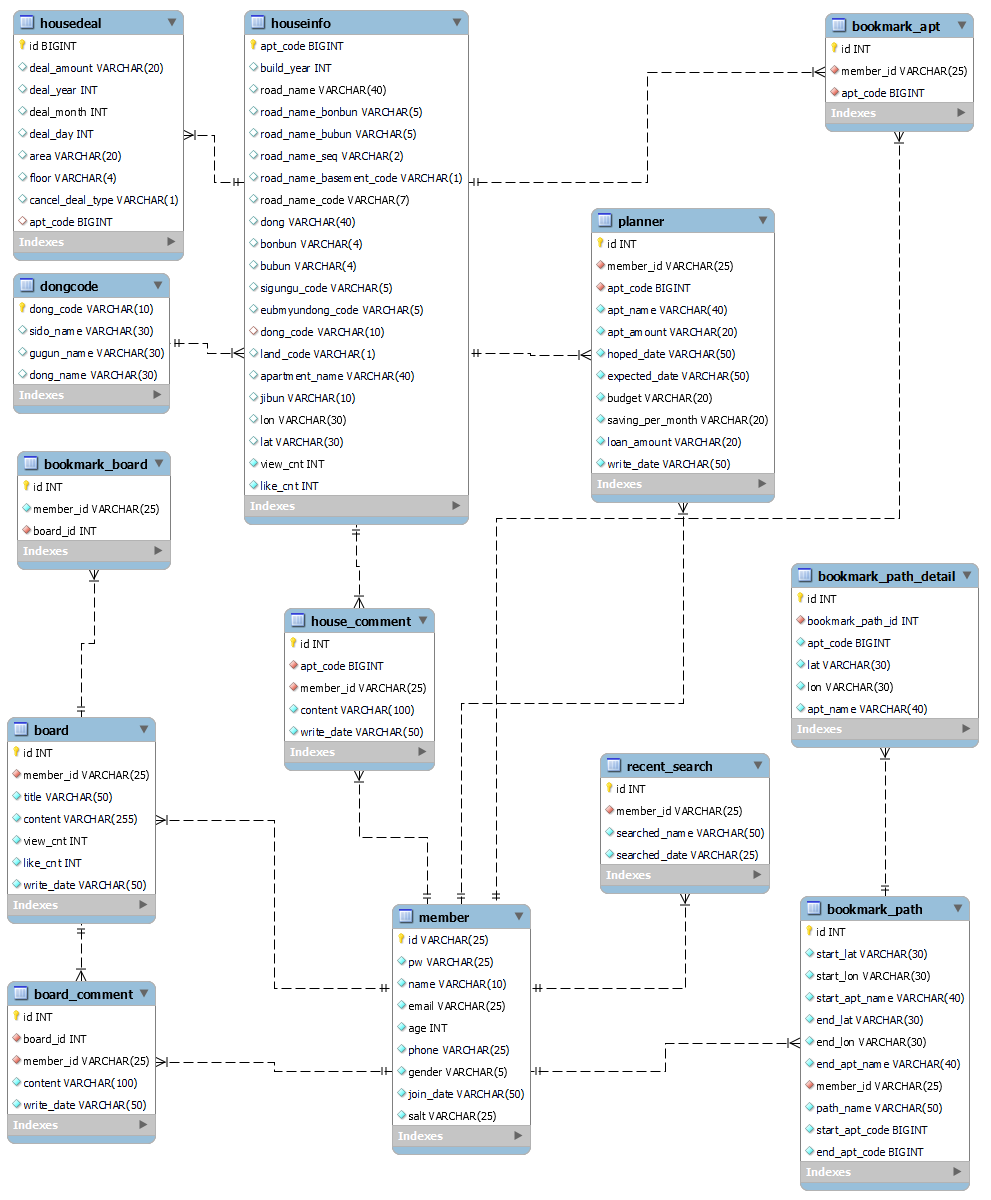 housedeal
id BIGINT
deal_amount VARCHAR(20)
deal_year INT
deal_month INT
deal_day INT
area VARCHAR(20)
floor VARCHAR(4)
cancel_deal_type VARCHAR(1)
apt_code BIGINT
Indexes
houseinfo
apt_code BIGINT
build_year INT
road_name VARCHAR(40)
road_name_bonbun VARCHAR(5)
road_name_bubun VARCHAR(5)
road_name_seq VARCHAR(2)
road_name_basement_code VARCHAR(1)
road_name_code VARCHAR(7)
dong VARCHAR(40)
bonbun VARCHAR(4)
bubun VARCHAR(4)
sigungu_code VARCHAR(5)
eubmyundong_code VARCHAR(5)
dong_code VARCHAR(10)
land_code VARCHAR(1)
apartment_name VARCHAR(40)
jibun VARCHAR(10)
lon VARCHAR(30)
lat VARCHAR(30)
view_cnt INT
like_cnt INT
Indexes
bookmark_apt
id INT
member_id VARCHAR(25)
apt_code BIGINT
Indexes
planner
id INT
member_id VARCHAR(25)
apt_code BIGINT
apt_name VARCHAR(40)
apt_amount VARCHAR(20)
hoped_date VARCHAR(50)
expected_date VARCHAR(50)
budget VARCHAR(20)
saving_per_month VARCHAR(20)
loan_amount VARCHAR(20)
write_date VARCHAR(50)
Indexes
dongcode
dong_code VARCHAR(10)
sido_name VARCHAR(30)
gugun_name VARCHAR(30)
dong_name VARCHAR(30)
Indexes
bookmark_board
id INT
member_id VARCHAR(25)
board_id INT
Indexes
house_comment
id INT
apt_code BIGINT
member_id VARCHAR(25)
content VARCHAR(100)
write_date VARCHAR(50)
Indexes
bookmark_path_detail
id INT
bookmark_path_id INT
apt_code BIGINT
lat VARCHAR(30)
lon VARCHAR(30)
apt_name VARCHAR(40)
Indexes
board
id INT
member_id VARCHAR(25)
title VARCHAR(50)
content VARCHAR(255)
view_cnt INT
like_cnt INT
write_date VARCHAR(50)
Indexes
recent_search
id INT
member_id VARCHAR(25)
searched_name VARCHAR(50)
searched_date VARCHAR(25)
Indexes
member
id VARCHAR(25)
pw VARCHAR(25)
name VARCHAR(10)
email VARCHAR(25)
age INT
phone VARCHAR(25)
gender VARCHAR(5)
join_date VARCHAR(50)
salt VARCHAR(25)
Indexes
bookmark_path
id INT
start_lat VARCHAR(30)
start_lon VARCHAR(30)
start_apt_name VARCHAR(40)
end_lat VARCHAR(30)
end_lon VARCHAR(30)
end_apt_name VARCHAR(40)
member_id VARCHAR(25)
path_name VARCHAR(50)
start_apt_code BIGINT
end_apt_code BIGINT
Indexes
board_comment
id INT
board_id INT
member_id VARCHAR(25)
content VARCHAR(100)
write_date VARCHAR(50)
Indexes